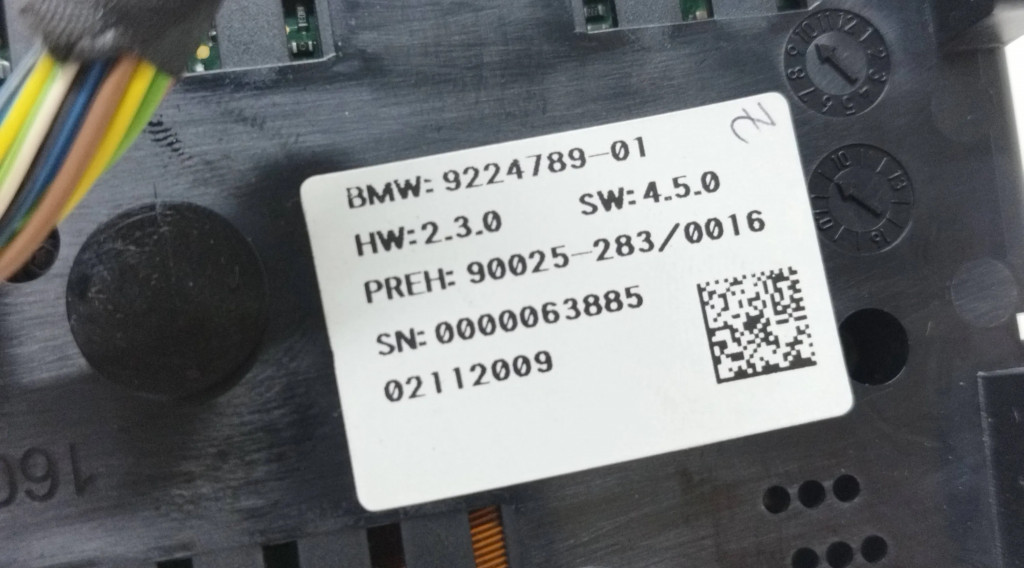 BMW: 9224789-01
HW: 2.3.0 SW: 4.5.0
PREH: 90025-283/0016
SN: 0000063885
02112009